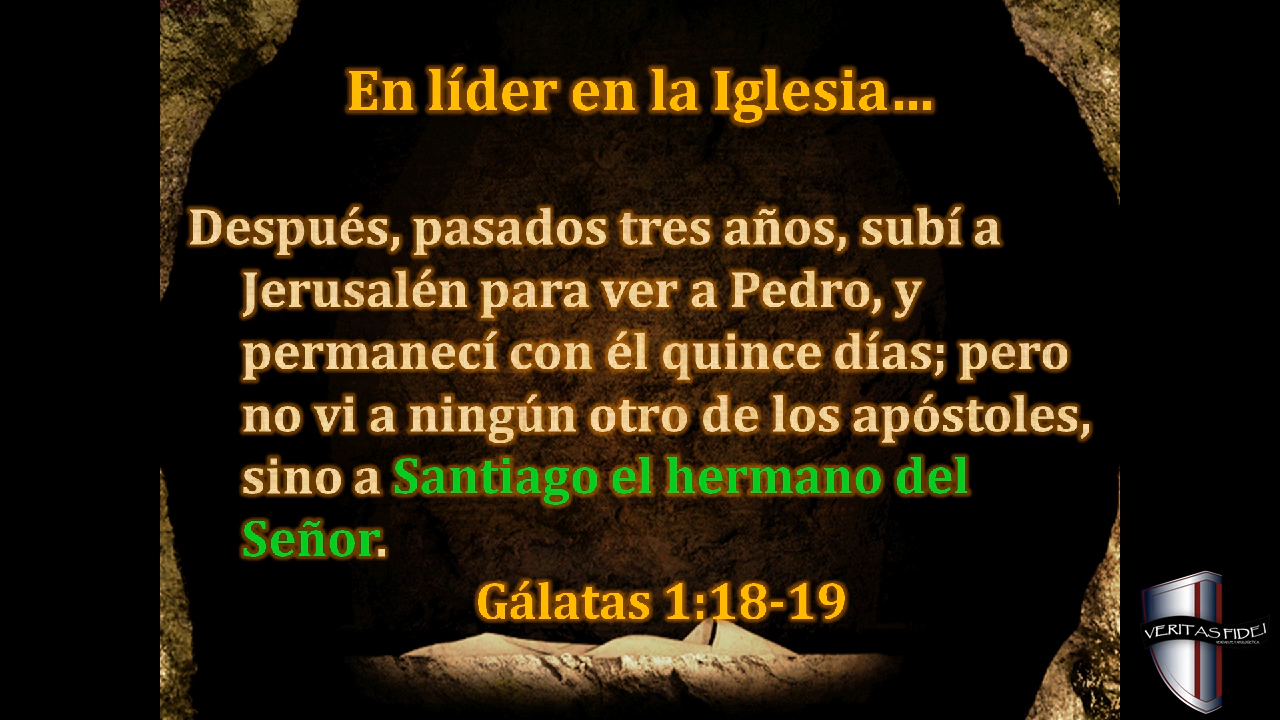 En líder en la Iglesia...
Después, pasados tres años, subí a
Jerusalén para ver a Pedro, y
permanecí con él quince días; pero
no vi a ningún otro de los apóstoles,
sino a Santiago el hermano del
Señor.
Gálatas 1:18-19
VERITAS FIDEI